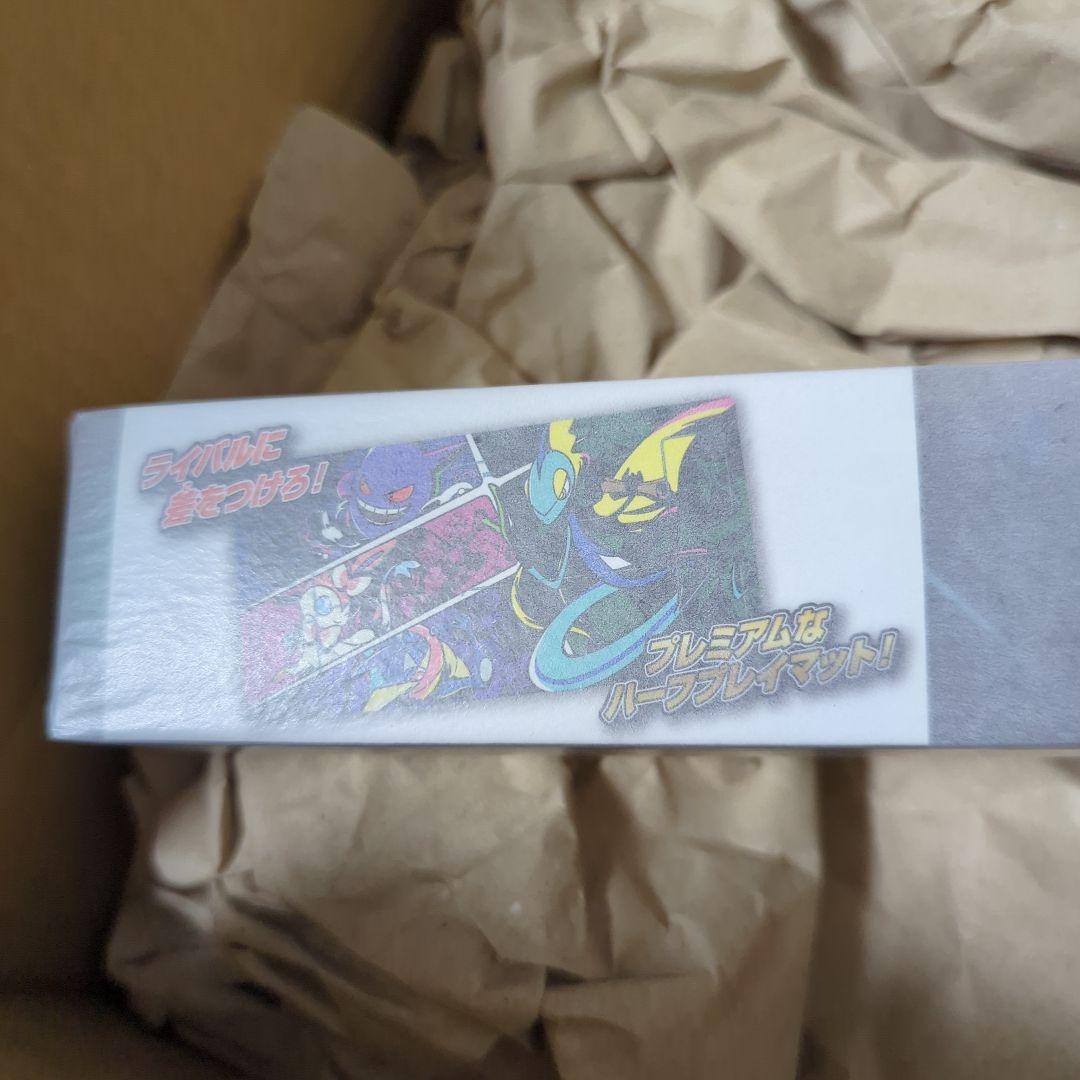 ライバルに
差をつけろ！
プレミアムな
ハーフプレイマット！